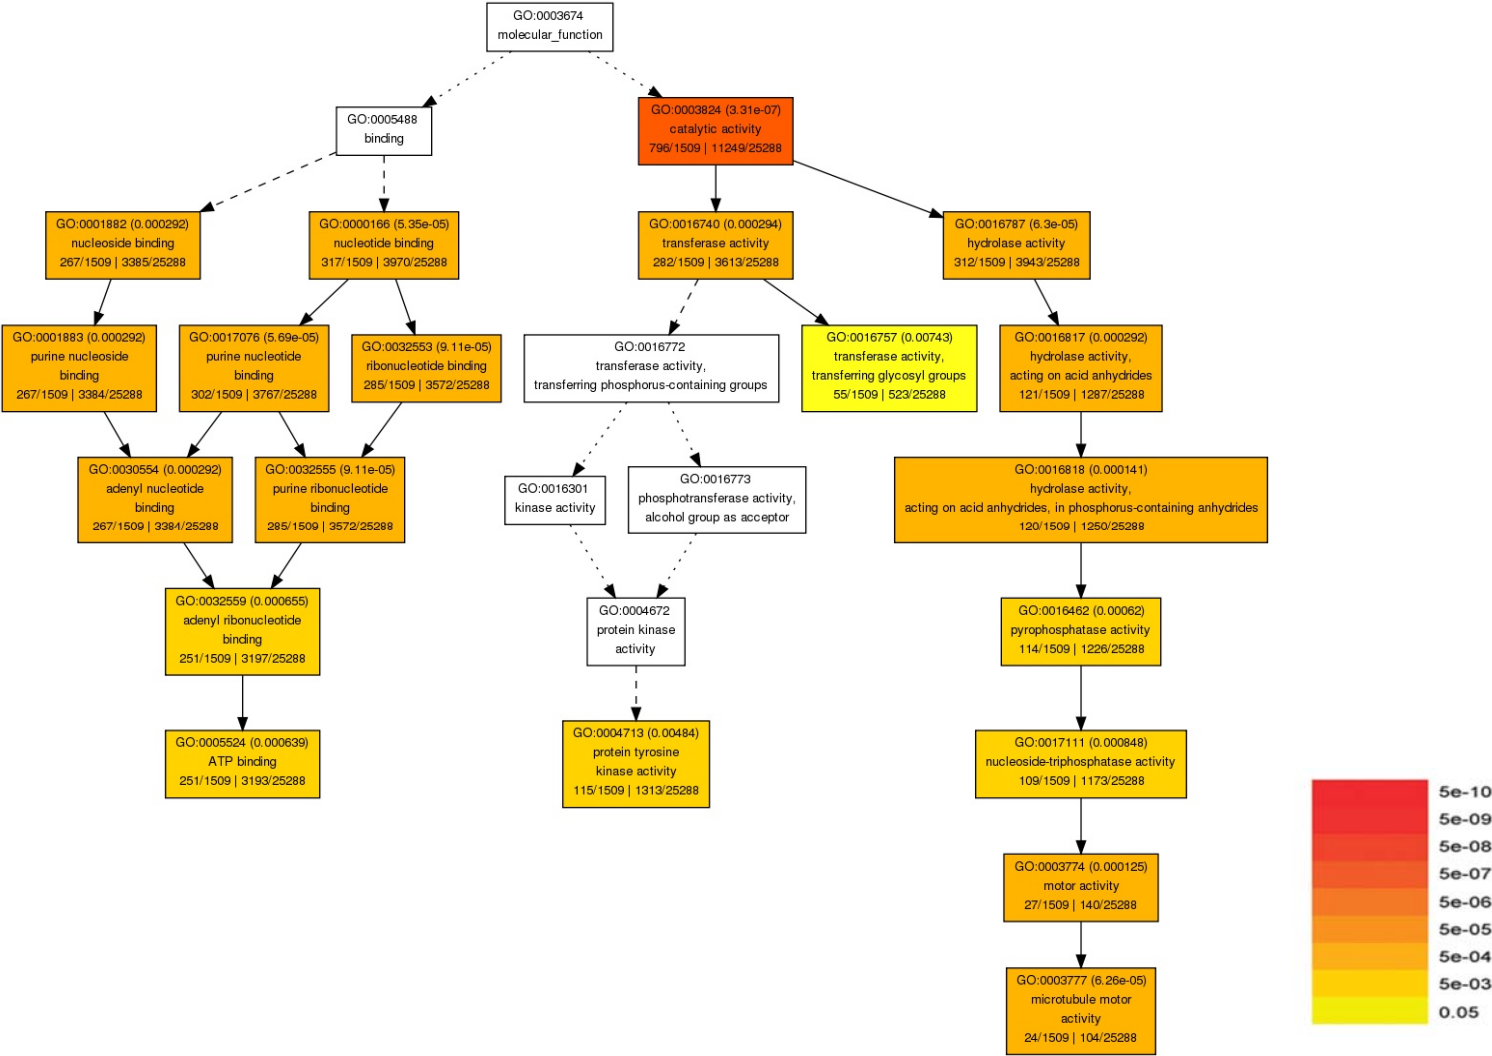 GO:0003674
molecular_function
GO:0005488
binding
GO:0003824 (3.31e-07)
catalytic activity
796/1509 | 11249/25288
GO:0001882 (0.000292)
nucleoside binding
267/1509 | 3385/25288
GO:0000166 (5.35e-05)
nucleotide binding
317/1509 | 3970/25288
GO:0016740 (0.000294)
transferase activity
282/1509 | 3613/25288
GO:0016787 (6.3e-05)
hydrolase activity
312/1509 | 3943/25288
GO:0001883 (0.000292)
purine nucleoside
binding
267/1509 | 3384/25288
GO:0017076 (5.69e-05)
purine nucleotide
binding
302/1509 | 3767/25288
GO:0032553 (9.11e-05)
ribonucleotide binding
285/1509 | 3572/25288
GO:0016772
transferase activity,
transferring phosphorus-containing groups
GO:0016757 (0.00743)
transferase activity,
transferring glycosyl groups
55/1509 | 523/25288
GO:0016817 (0.000292)
hydrolase activity,
acting on acid anhydrides
121/1509 | 1287/25288
GO:0030554 (0.000292)
adenyl nucleotide
binding
267/1509 | 3384/25288
GO:0032555 (9.11e-05)
purine ribonucleotide
binding
285/1509 | 3572/25288
GO:0016301
kinase activity
GO:0016773
phosphotransferase activity,
alcohol group as acceptor
GO:0016818 (0.000141)
hydrolase activity,
acting on acid anhydrides, in phosphorus-containing anhydrides
120/1509 | 1250/25288
GO:0032559 (0.000655)
adenyl ribonucleotide
binding
251/1509 | 3197/25288
GO:0004672
protein kinase
activity
GO:0016462 (0.00062)
pyrophosphatase activity
114/1509 | 1226/25288
GO:0005524 (0.000639)
ATP binding
251/1509 | 3193/25288
GO:0004713 (0.00484)
protein tyrosine
kinase activity
115/1509 | 1313/25288
GO:0017111 (0.000848)
nucleoside-triphosphatase activity
109/1509 | 1173/25288
GO:0003774 (0.000125)
motor activity
27/1509 | 140/25288
GO:0003777 (6.26e-05)
microtubule motor
activity
24/1509 | 104/25288
5e-10
5e-09
5e-08
5e-07
5e-06
5e-05
5e-04
5e-03
0.05